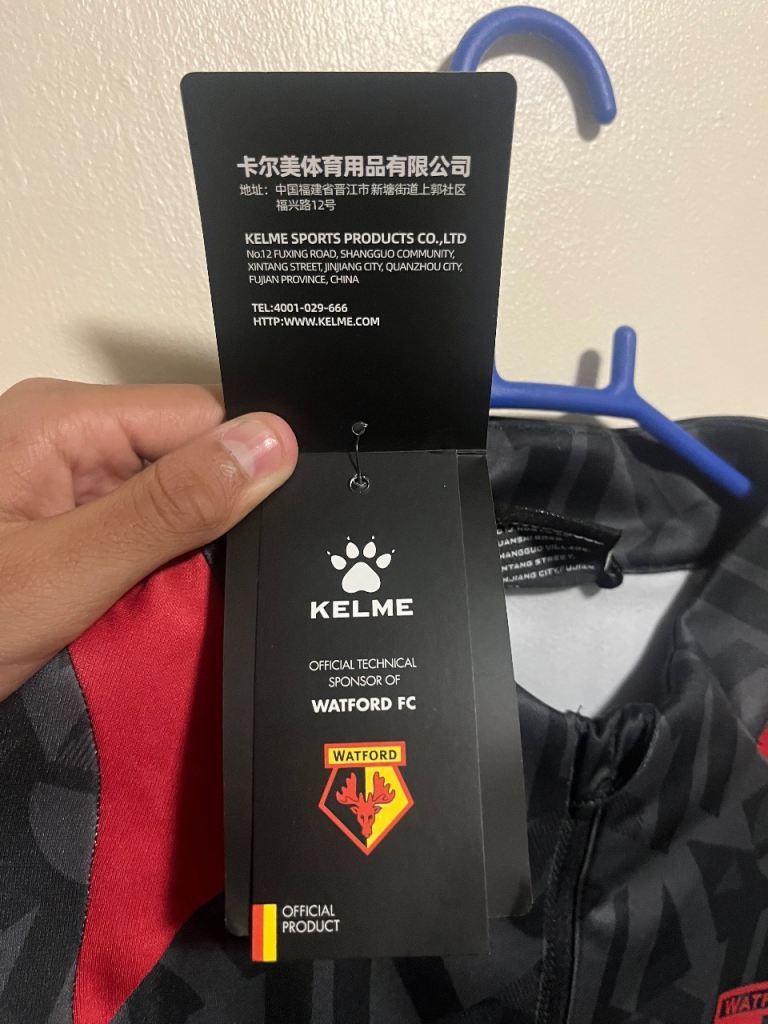 卡尔美体育用品有限公司
地址：中国福建省晋江市新塘街道上郭社区
福兴路12号
KELME SPORTS PRODUCTS CO.,LTD
No.12 FUXING ROAD, SHANGGUO COMMUNITY,
XINTANG STREET, JINJIANG CITY, QUANZHOU CITY,
FUJIAN PROVINCE, CHINA
TEL:4001-029-666
HTTP:WWW.KELME.COM
KELME
OFFICIAL TECHNICAL
SPONSOR OF
WATFORD FC
WATFORD
OFFICIAL
PRODUCT
STREET,
CITY,